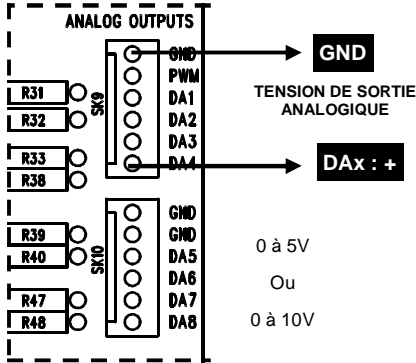 ANALOG OUTPUTS
GND
GND
PWM
TENSION DE SORTIE
ANALOGIQUE
R31
SK9
DA1
R32
DA2
DA3
R33
DA4
DAx : +
R38
GND
R39
GND
0 à 5V
R40
SK10
DA5
DA6
Ou
R47
DA7
R48
DA8
0 à 10V